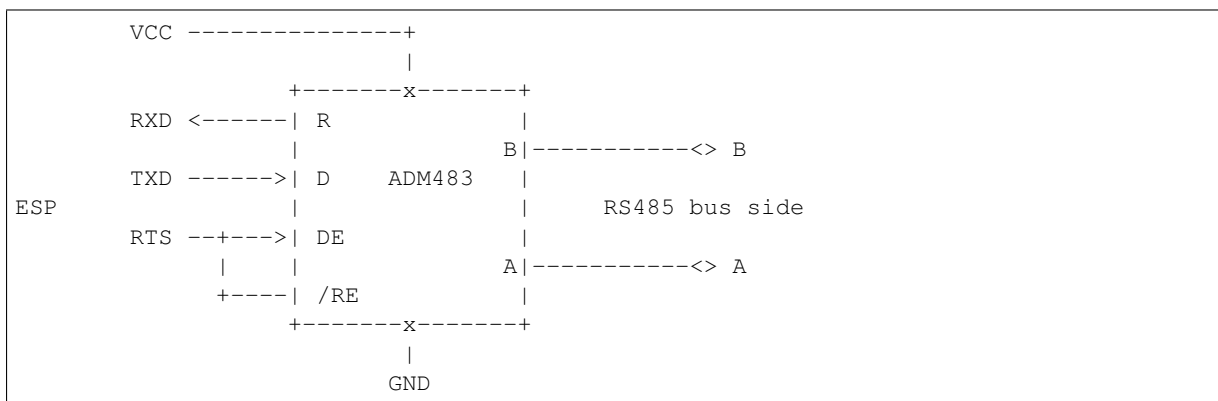 VCC ---------------+
|
+-------x-------+
RXD <------| R |
| B|-----------<> B
TXD ------>| D ADM483 |
ESP | | RS485 bus side
RTS --+--->| DE |
| | A|-----------<> A
+----| /RE |
+-------x-------+
|
GND